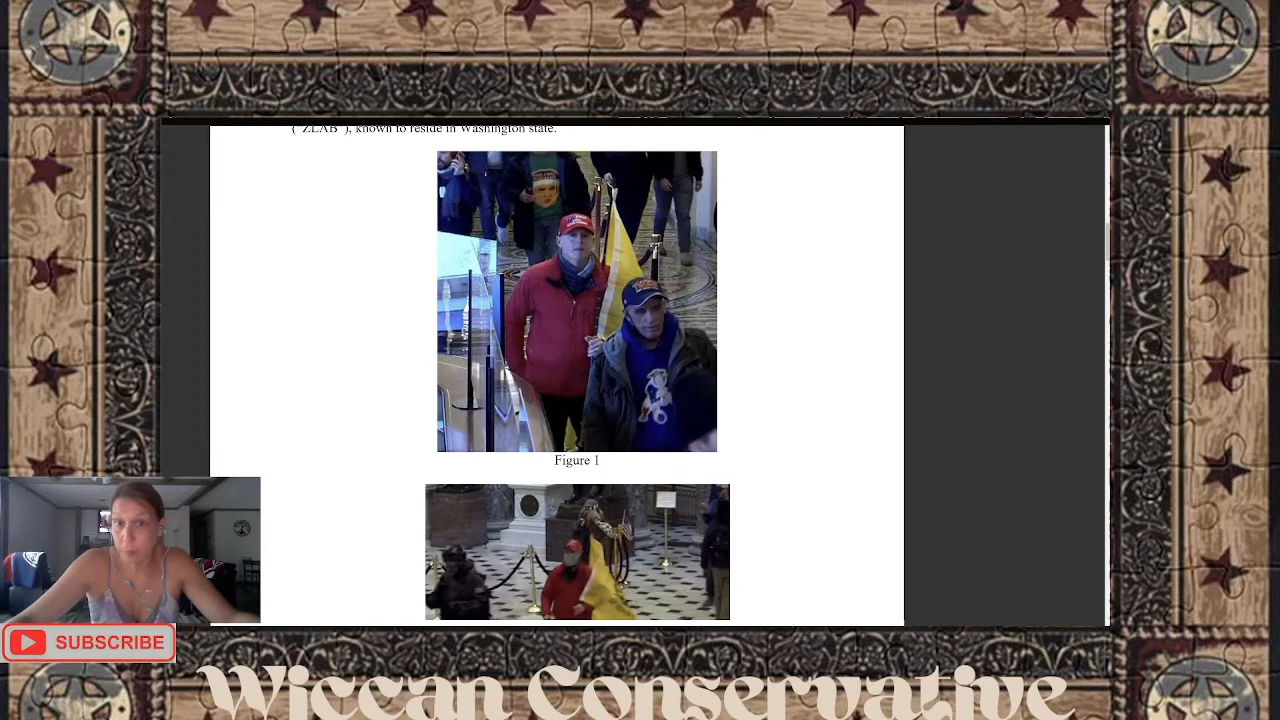 ("ZLAB"), known to reside in Washington state.
Figure 1
SUBSCRIBE
Wiccan Conservative